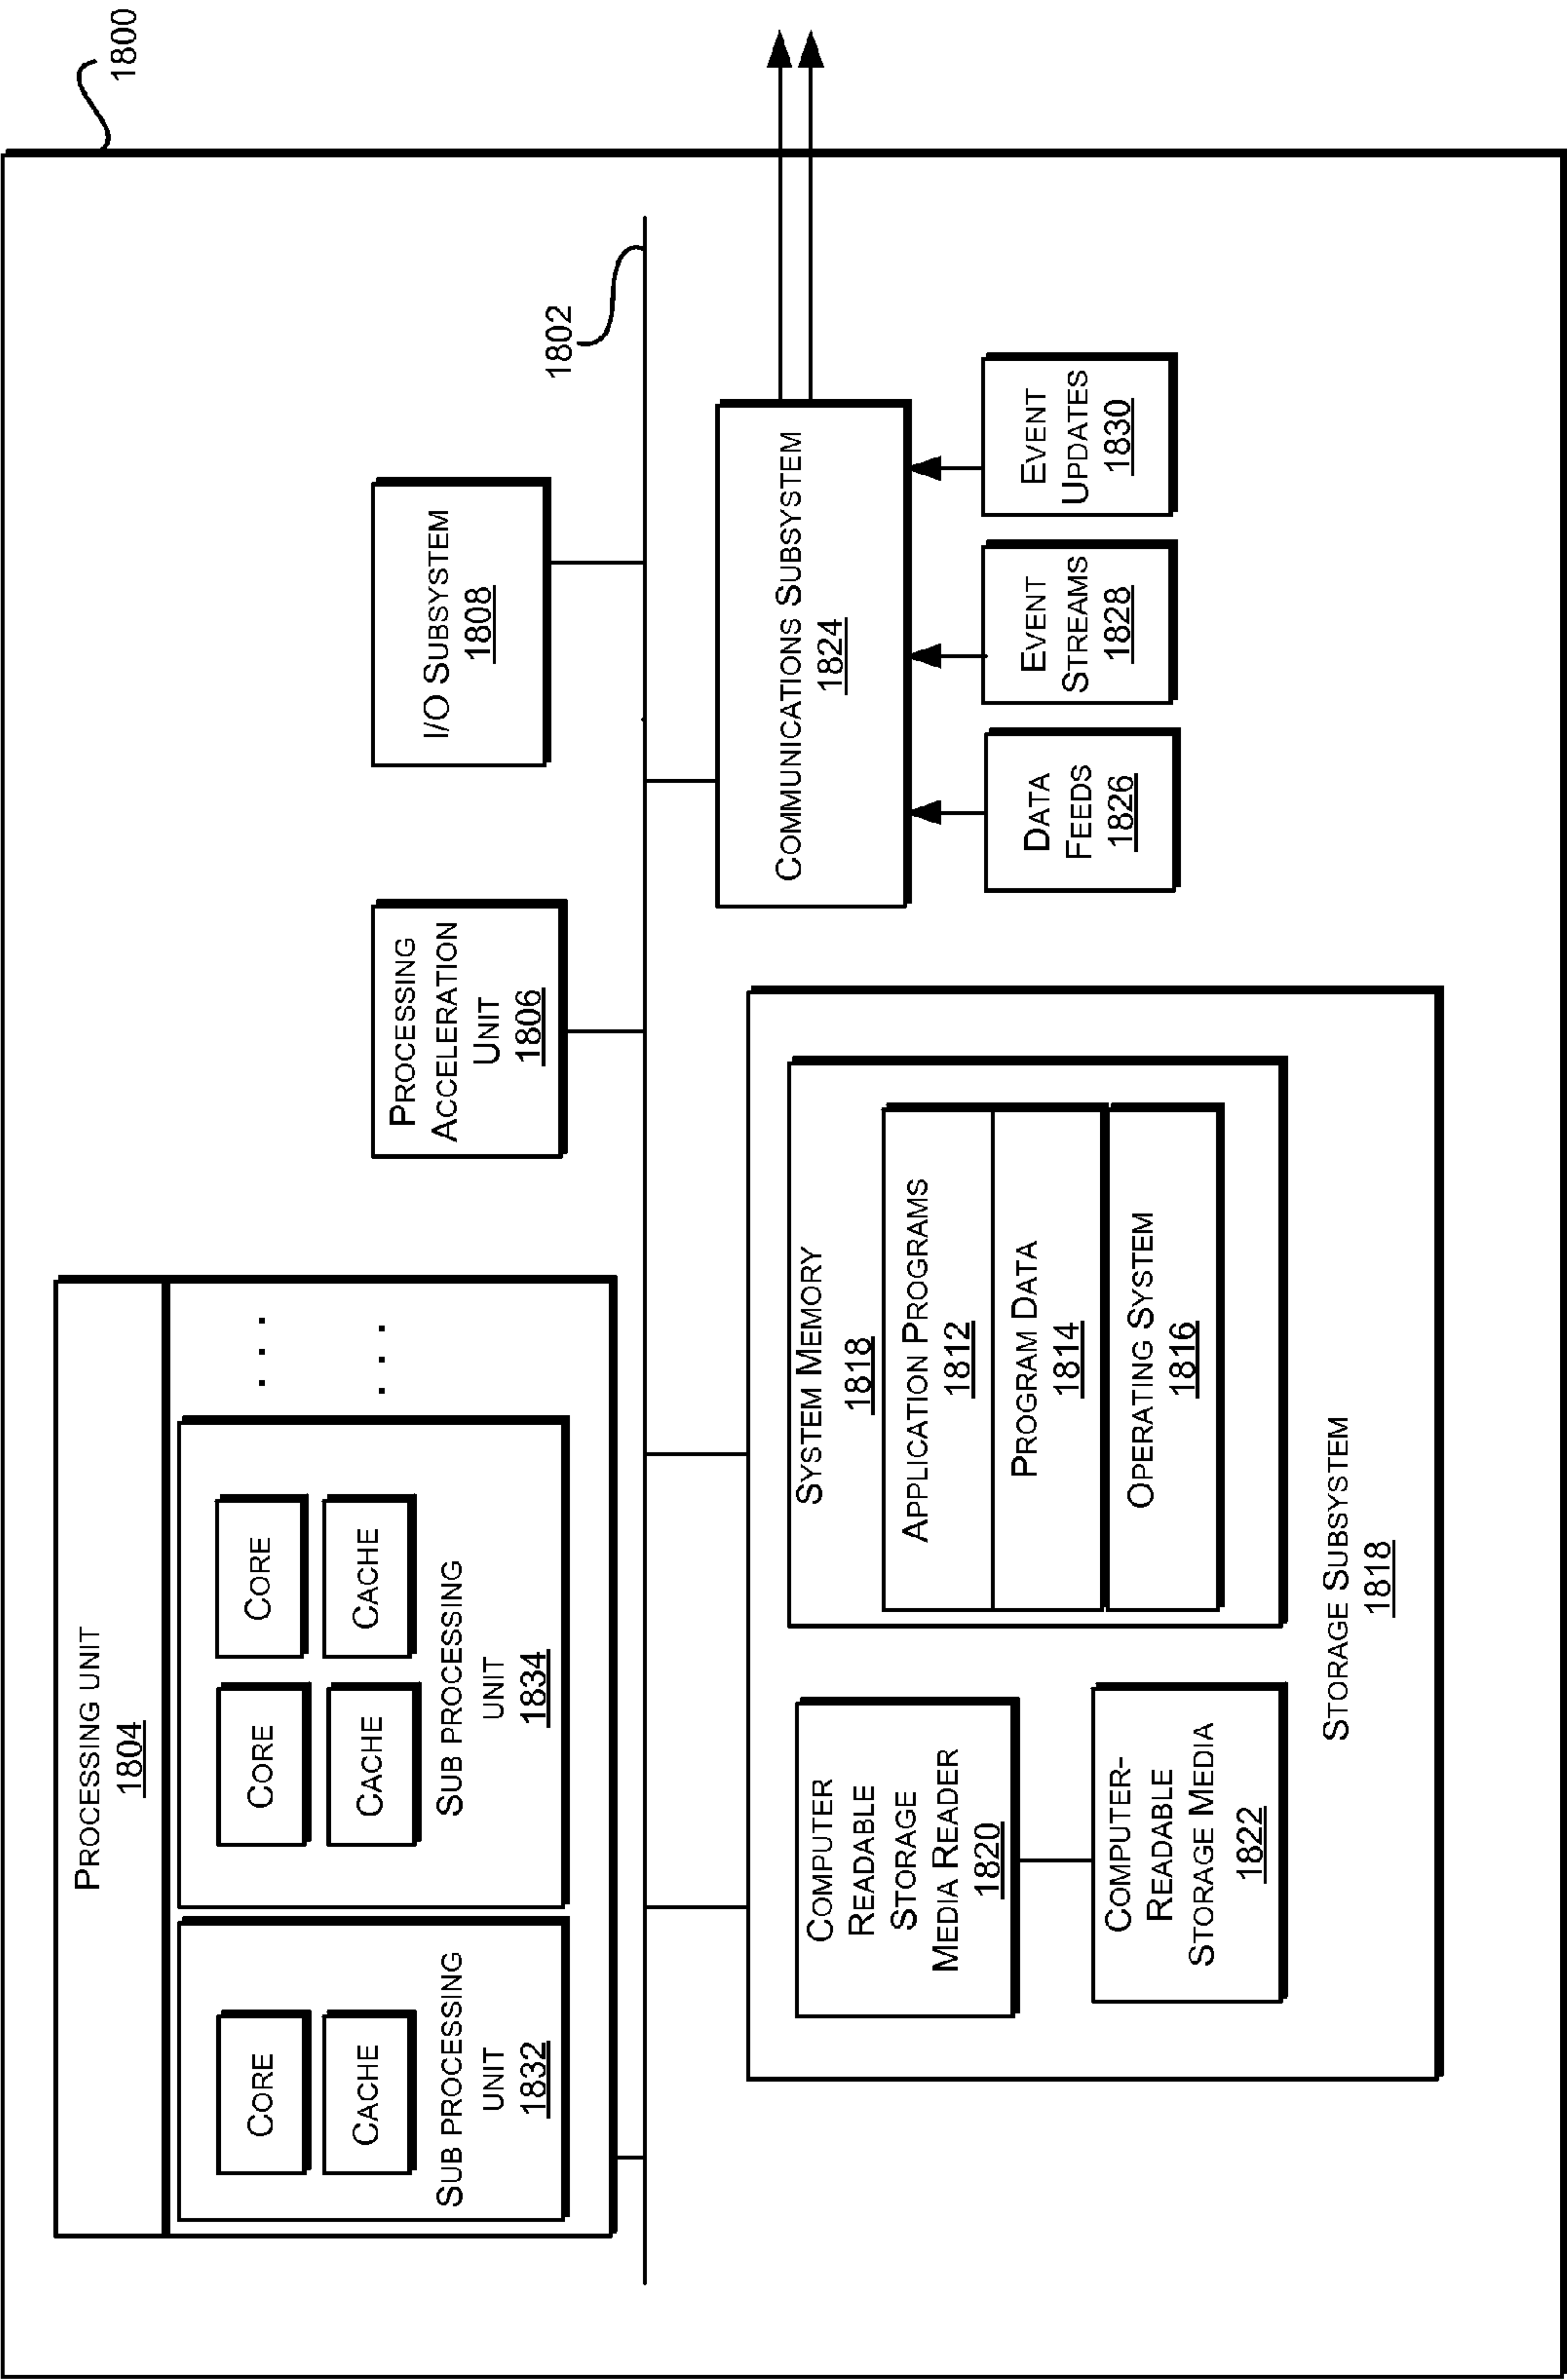 1800
PROCESSING UNIT
1804
CORE
CACHE
SUB PROCESSING
UNIT
1832
CORE
CORE
CACHE
CACHE
SUB PROCESSING
UNIT
1834
. . .
. . .
PROCESSING
ACCELERATION
UNIT
1806
I/O SUBSYSTEM
1808
1802
COMPUTER
READABLE
STORAGE
MEDIA READER
1820
COMPUTER-
READABLE
STORAGE MEDIA
1822
SYSTEM MEMORY
1818
APPLICATION PROGRAMS
1812
PROGRAM DATA
1814
OPERATING SYSTEM
1816
STORAGE SUBSYSTEM
1818
COMMUNICATIONS SUBSYSTEM
1824
DATA
FEEDS
1826
EVENT
STREAMS
1828
EVENT
UPDATES
1830